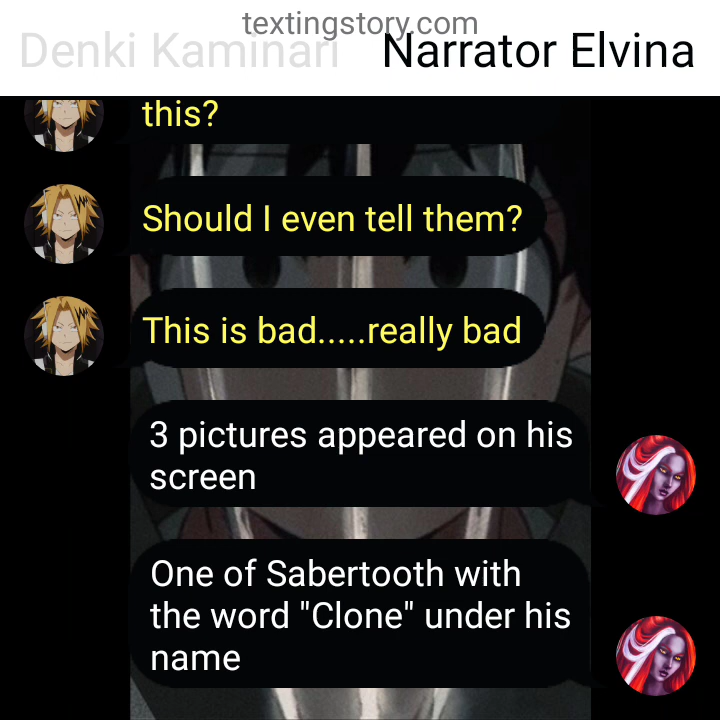 textingstory.com
Denki Kaminari Narrator Elvina
this?
Should I even tell them?
This is bad.....really bad
3 pictures appeared on his
screen
One of Sabertooth with
the word "Clone" under his
name